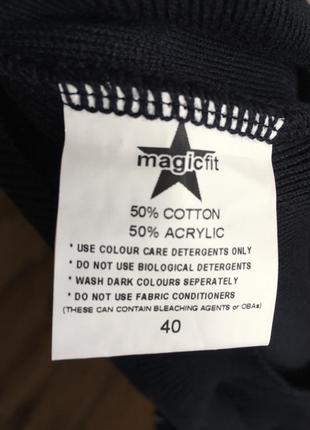 magicfit
50% COTTON
50% ACRYLIC
* USE COLOUR CARE DETERGENTS ONLY
* DO NOT USE BIOLOGICAL DETERGENTS
* WASH DARK COLOURS SEPERATELY
* DO NOT USE FABRIC CONDITIONERS
(THESE CAN CONTAIN BLEACHING AGENTS or OBAs)
40